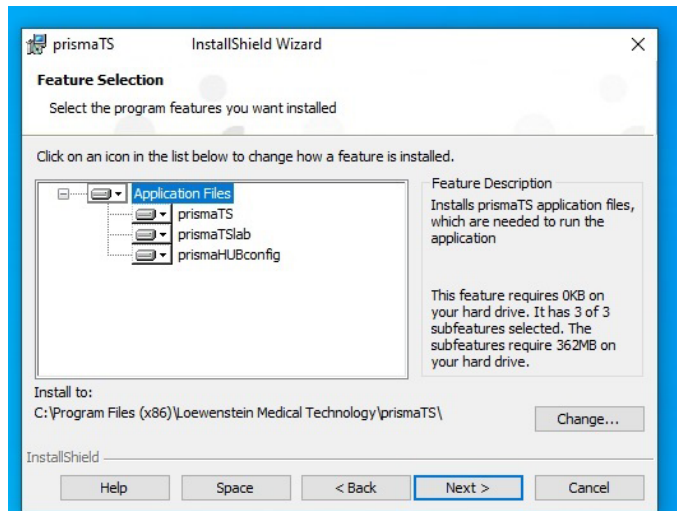 prismaTS InstallShield Wizard
Feature Selection
Select the program features you want installed
Click on an icon in the list below to change how a feature is installed.
Application Files
prismaTS
prismaTSlab
prismaHUBconfig
Feature Description
Installs prismaTS application files,
which are needed to run the
application
This feature requires 0KB on
your hard drive. It has 3 of 3
subfeatures selected. The
subfeatures require 362MB on
your hard drive.
Install to:
C:\Program Files (x86)\Loewenstein Medical Technology\prismaTS\
Change...
InstallShield
Help Space < Back Next > Cancel